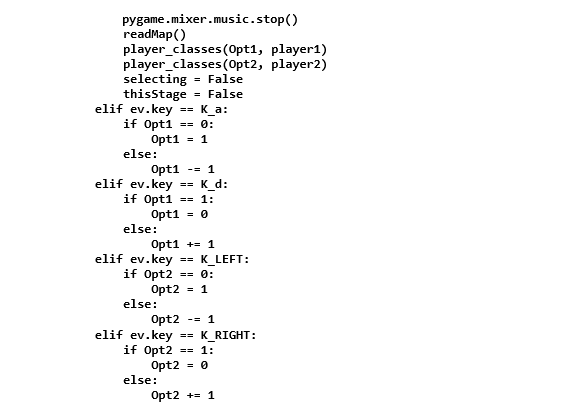 pygame.mixer.music.stop()
readMap()
player_classes(Opt1, player1)
player_classes(Opt2, player2)
selecting = False
thisStage = False
elif ev.key == K_a:
if Opt1 == 0:
Opt1 = 1
else:
Opt1 -= 1
elif ev.key == K_d:
if Opt1 == 1:
Opt1 = 0
else:
Opt1 += 1
elif ev.key == K_LEFT:
if Opt2 == 0:
Opt2 = 1
else:
Opt2 -= 1
elif ev.key == K_RIGHT:
if Opt2 == 1:
Opt2 = 0
else:
Opt2 += 1